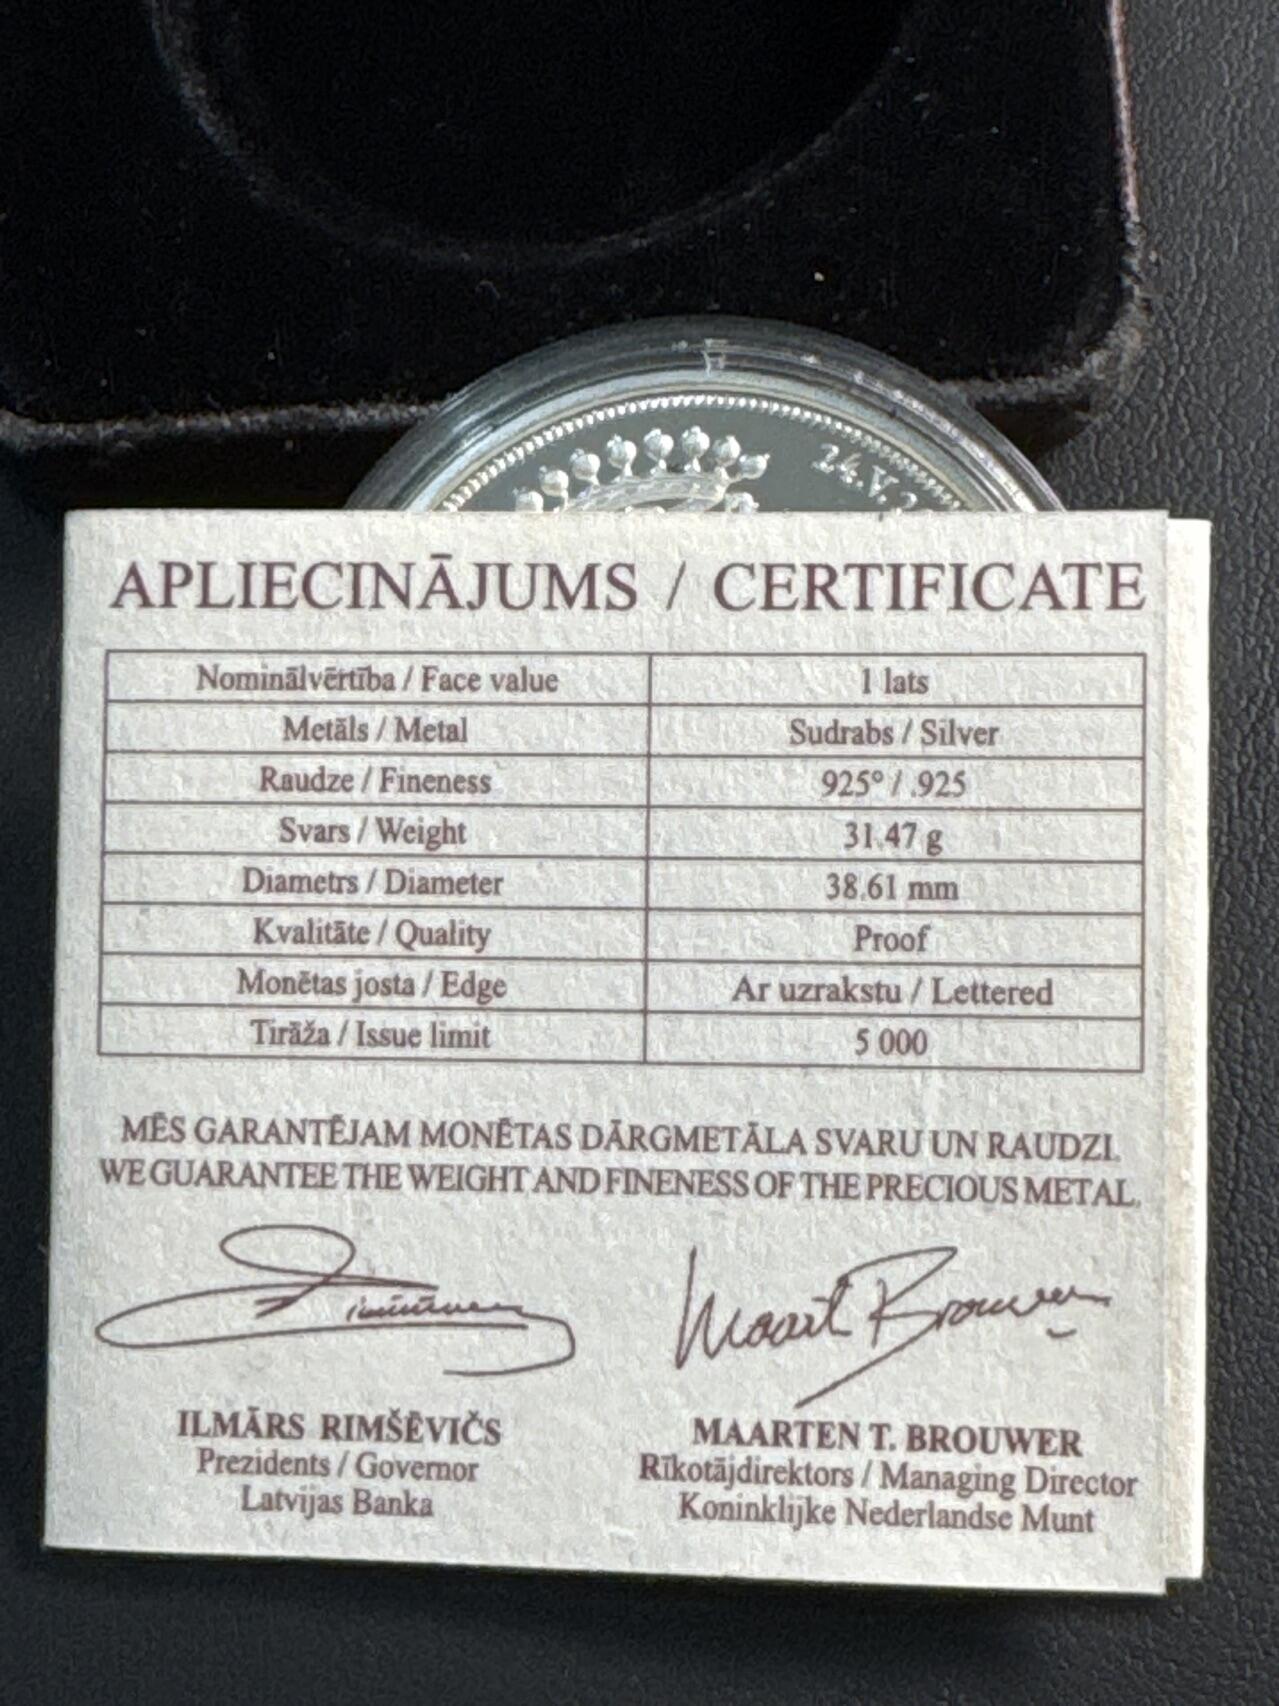 24.V.2
APLIECINĀJUMS / CERTIFICATE
Nominālvērtība / Face value 1 lats
Metāls / Metal Sudrabs / Silver
Raudze / Fineness 925° / .925
Svars / Weight 31.47 g
Diametrs / Diameter 38.61 mm
Kvalitāte / Quality Proof
Monētas josta / Edge Ar uzrakstu / Lettered
Tirāža / Issue limit 5 000
MĒS GARANTĒJAM MONĒTAS DĀRGMETĀLA SVARU UN RAUDZI.
WE GUARANTEE THE WEIGHT AND FINENESS OF THE PRECIOUS METAL.
Maart Brouwer
ILMĀRS RIMŠĒVIČS
Prezidents / Governor
Latvijas Banka
MAARTEN T. BROUWER
Rīkotājdirektors / Managing Director
Koninklijke Nederlandse Munt